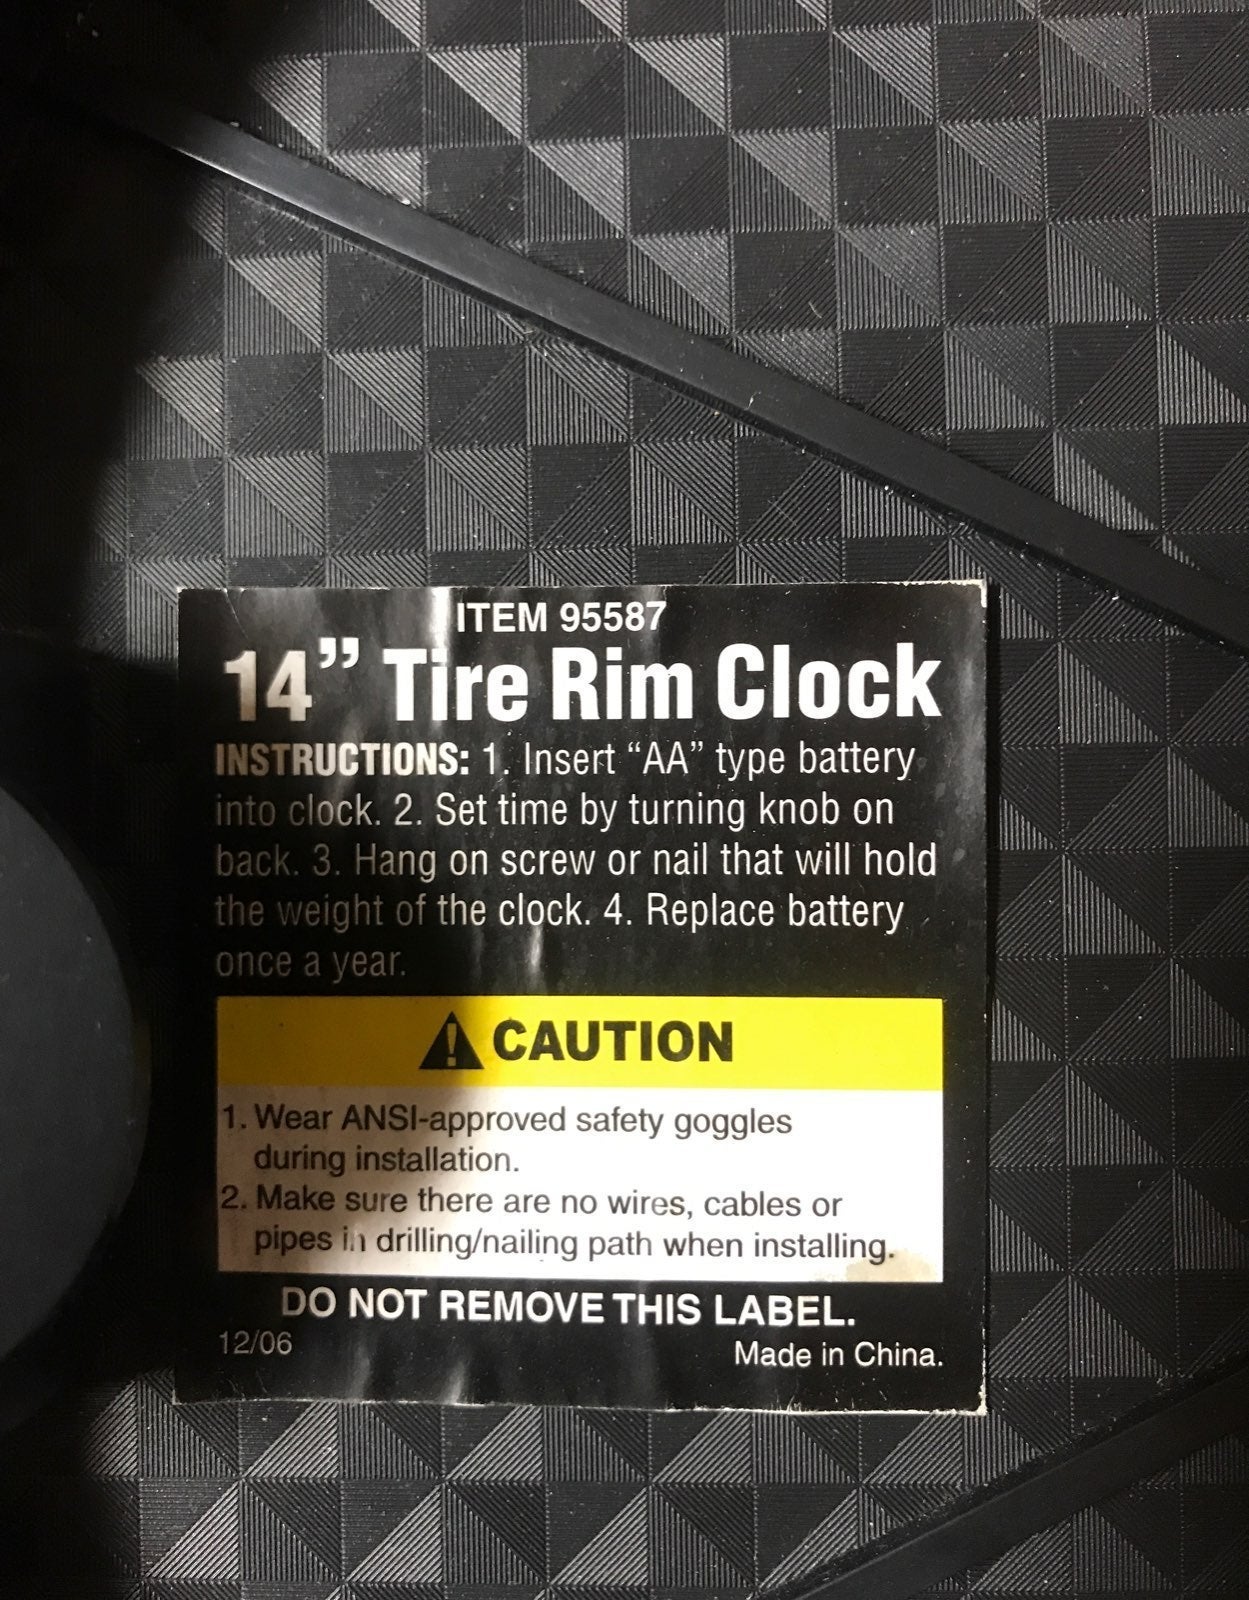 ITEM 95587
14” Tire Rim Clock
INSTRUCTIONS: 1. Insert “AA” type battery
into clock. 2. Set time by turning knob on
back. 3. Hang on screw or nail that will hold
the weight of the clock. 4. Replace battery
once a year.
CAUTION
1. Wear ANSI-approved safety goggles
during installation.
2. Make sure there are no wires, cables or
pipes in drilling/nailing path when installing.
DO NOT REMOVE THIS LABEL.
12/06
Made in China.